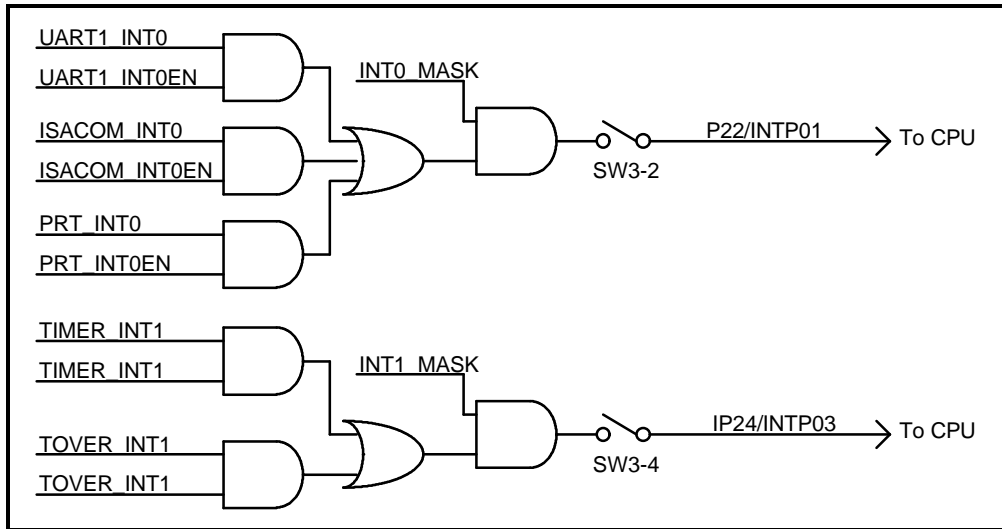 UART1_INT0
UART1_INT0EN
INT0_MASK
ISACOM_INT0
ISACOM_INT0EN
P22/INTP01
To CPU
SW3-2
PRT_INT0
PRT_INT0EN
TIMER_INT1
TIMER_INT1
INT1_MASK
TOVER_INT1
TOVER_INT1
IP24/INTP03
To CPU
SW3-4